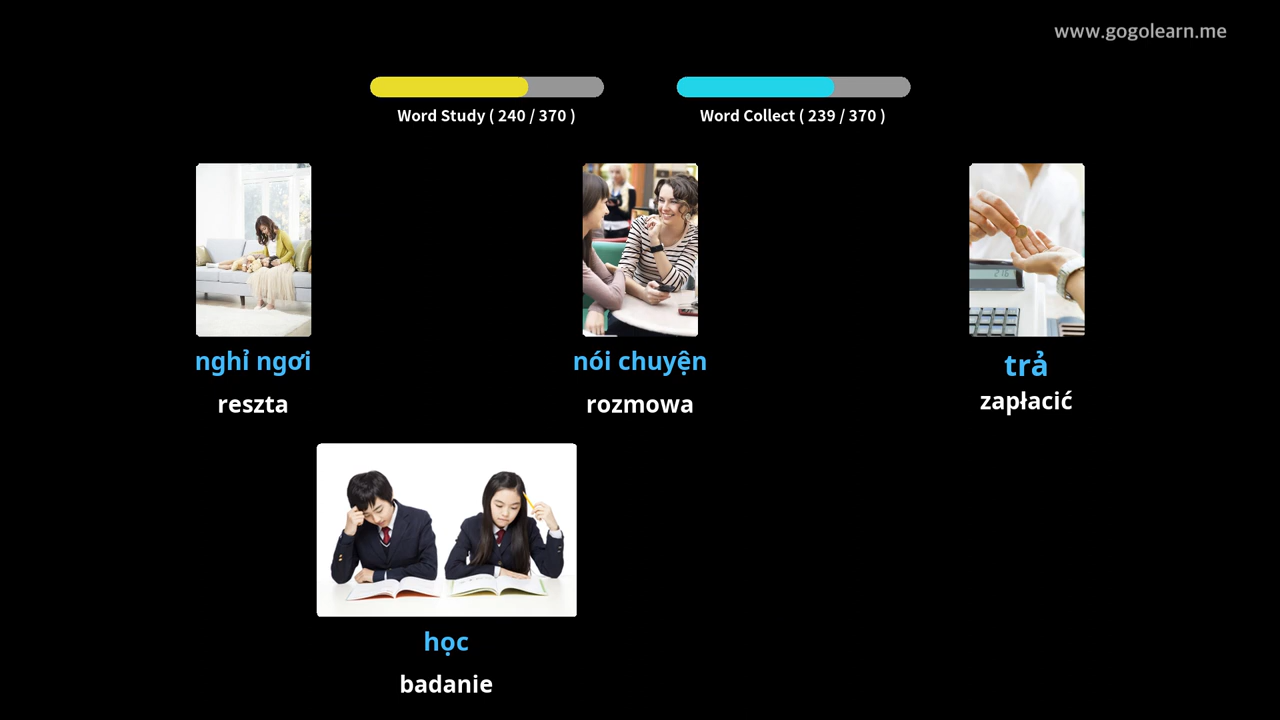 www.gogolearn.me
Word Study ( 240 / 370 )
Word Collect ( 239 / 370 )
nghỉ ngơi
reszta
nói chuyện
rozmowa
trả
zapłacić
học
badanie